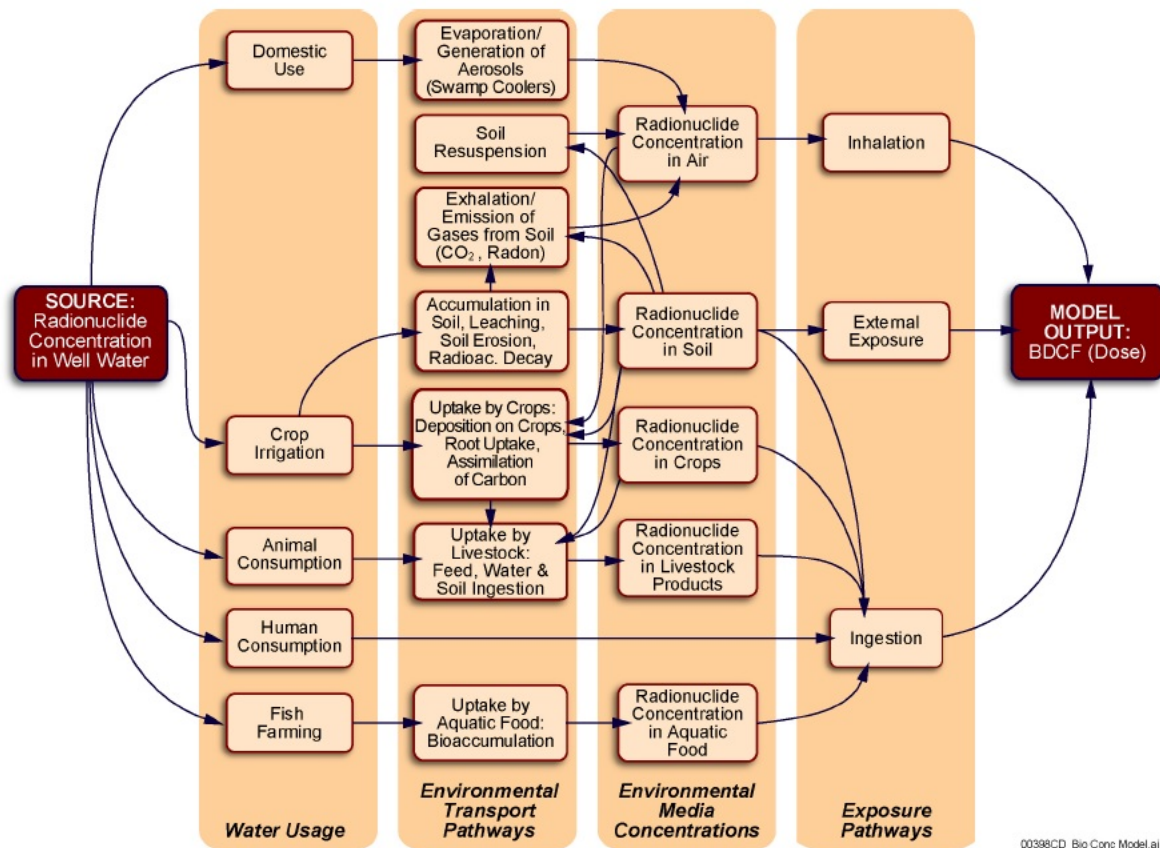 Domestic
Use
Evaporation/
Generation of
Aerosols
(Swamp Coolers)
Soil
Resuspension
Radionuclide
Concentration
in Air
Inhalation
Exhalation/
Emission of
Gases from Soil
(CO₂ , Radon)
SOURCE:
Radionuclide
Concentration
in Well Water
Accumulation in
Soil, Leaching,
Soil Erosion,
Radioac. Decay
Radionuclide
Concentration
in Soil
External
Exposure
MODEL
OUTPUT:
BDCF (Dose)
Crop
Irrigation
Uptake by Crops:
Deposition on Crops,
Root Uptake,
Assimilation
of Carbon
Radionuclide
Concentration
in Crops
Animal
Consumption
Uptake by
Livestock:
Feed, Water &
Soil Ingestion
Radionuclide
Concentration
in Livestock
Products
Human
Consumption
Ingestion
Fish
Farming
Uptake by
Aquatic Food:
Bioaccumulation
Radionuclide
Concentration
in Aquatic
Food
Water Usage
Environmental
Transport
Pathways
Environmental
Media
Concentrations
Exposure
Pathways
00398CD_Bio Conc Model.ai